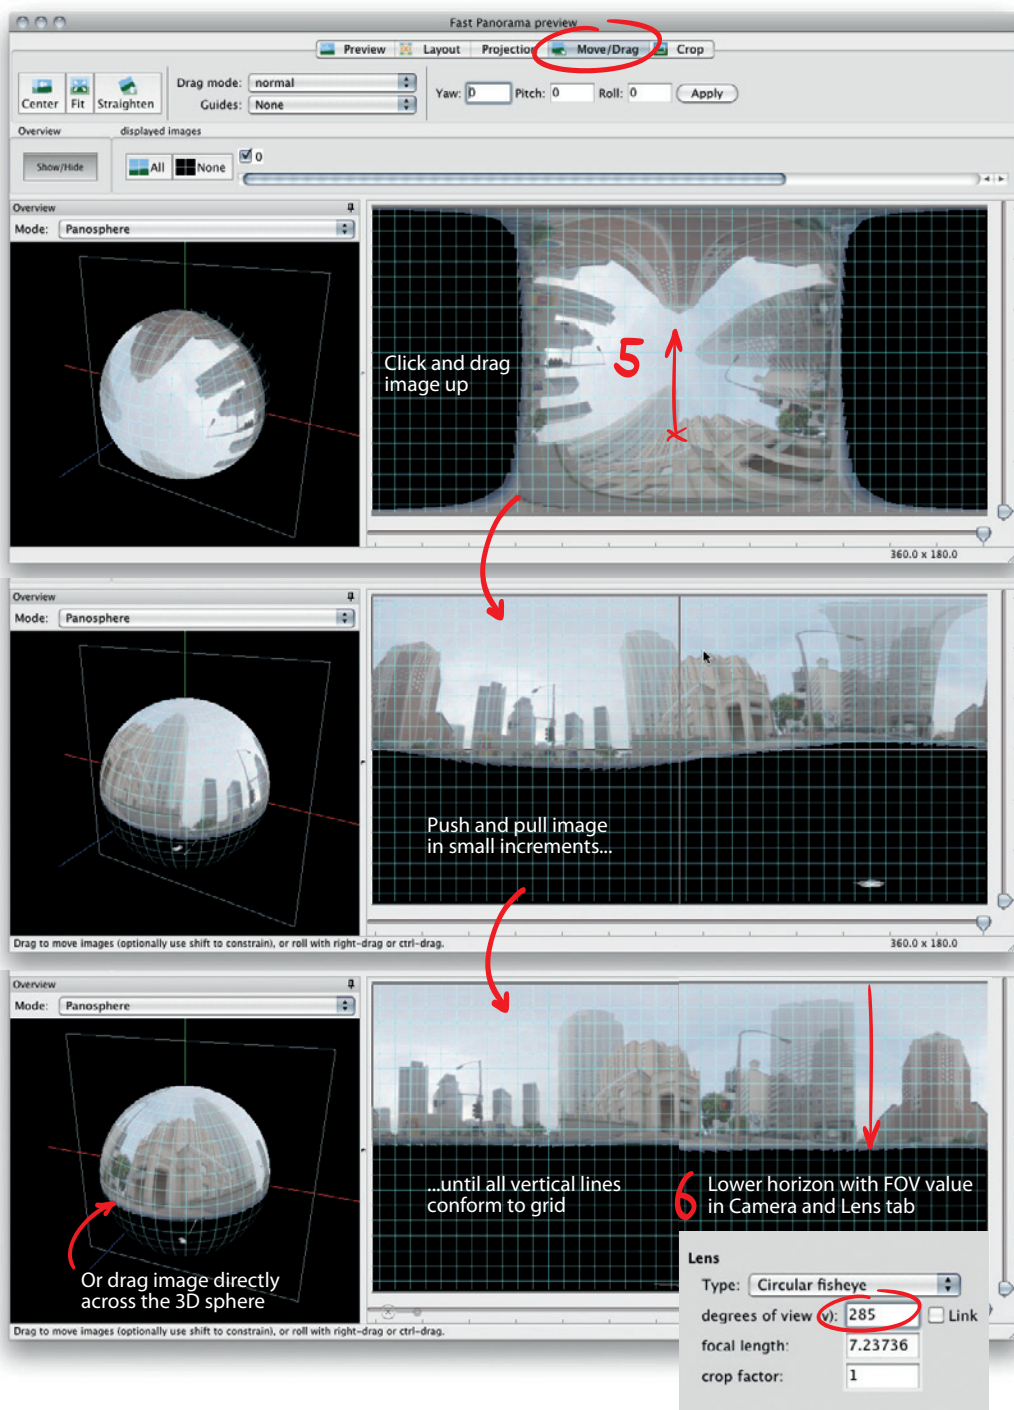 Fast Panorama preview
Preview Layout Projection Move/Drag Crop
Center Fit Straighten
Drag mode: normal
Guides: None
Yaw: 0 Pitch: 0 Roll: 0 Apply
Overview displayed images
Show/Hide All None 0
Overview
Mode: Panosphere
Click and drag
image up
5
360.0 x 180.0
Overview
Mode: Panosphere
Push and pull image
in small increments...
Drag to move images (optionally use shift to constrain), or roll with right-drag or ctrl-drag.
360.0 x 180.0
Overview
Mode: Panosphere
...until all vertical lines
conform to grid
6 Lower horizon with FOV value
in Camera and Lens tab
Or drag image directly
across the 3D sphere
Drag to move images (optionally use shift to constrain), or roll with right-drag or ctrl-drag.
Lens
Type: Circular fisheye
degrees of view (v): 285 Link
focal length: 7.23736
crop factor: 1